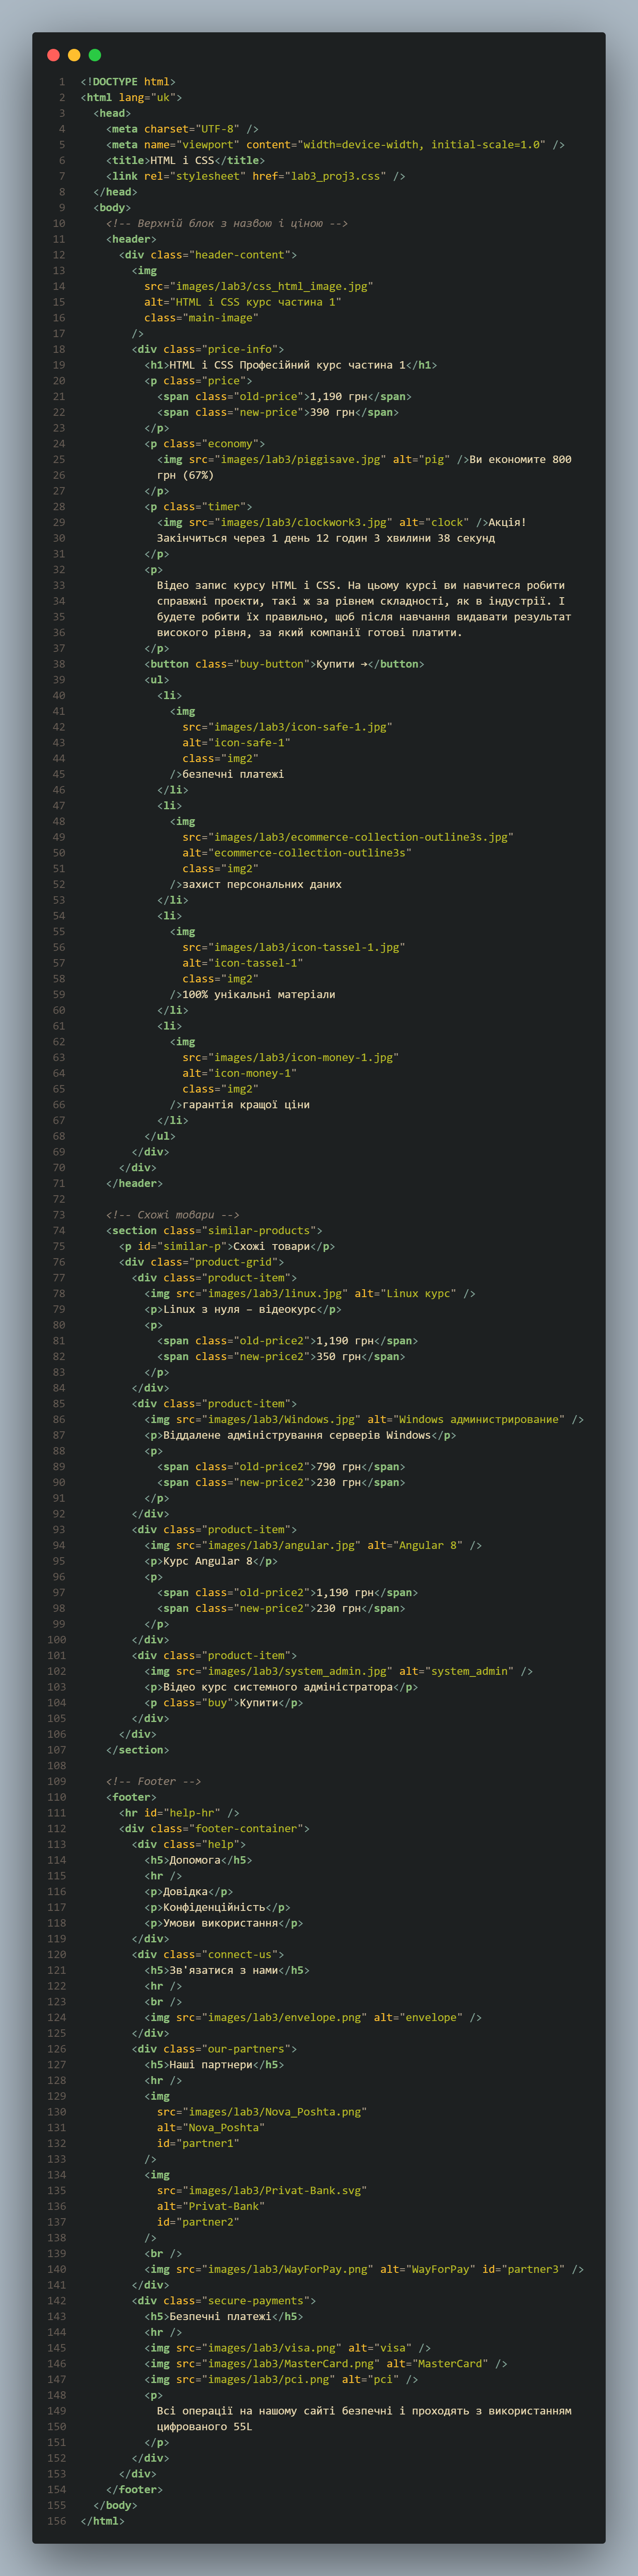 1 <!DOCTYPE html>
2 <html lang="uk">
3   <head>
4     <meta charset="UTF-8" />
5     <meta name="viewport" content="width=device-width, initial-scale=1.0" />
6     <title>HTML і CSS</title>
7     <link rel="stylesheet" href="lab3_proj3.css" />
8   </head>
9   <body>
10     <!-- Верхній блок з назвою і ціною -->
11     <header>
12       <div class="header-content">
13         <img
14           src="images/lab3/css_html_image.jpg"
15           alt="HTML і CSS курс частина 1"
16           class="main-image"
17         />
18         <div class="price-info">
19           <h1>HTML і CSS Професійний курс частина 1</h1>
20           <p class="price">
21             <span class="old-price">1,190 грн</span>
22             <span class="new-price">390 грн</span>
23           </p>
24           <p class="economy">
25             <img src="images/lab3/piggisave.jpg" alt="pig" />Ви економите 800
26             грн (67%)
27           </p>
28           <p class="timer">
29             <img src="images/lab3/clockwork3.jpg" alt="clock" />Акція!
30             Закінчиться через 1 день 12 годин 3 хвилини 38 секунд
31           </p>
32           <p>
33             Відео запис курсу HTML і CSS. На цьому курсі ви навчитеся робити
34             справжні проєкти, такі ж за рівнем складності, як в індустрії. І
35             будете робити їх правильно, щоб після навчання видавати результат
36             високого рівня, за який компанії готові платити.
37           </p>
38           <button class="buy-button">Купити →</button>
39           <ul>
40             <li>
41               <img
42                 src="images/lab3/icon-safe-1.jpg"
43                 alt="icon-safe-1"
44                 class="img2"
45               />безпечні платежі
46             </li>
47             <li>
48               <img
49                 src="images/lab3/ecommerce-collection-outline3s.jpg"
50                 alt="ecommerce-collection-outline3s"
51                 class="img2"
52               />захист персональних даних
53             </li>
54             <li>
55               <img
56                 src="images/lab3/icon-tassel-1.jpg"
57                 alt="icon-tassel-1"
58                 class="img2"
59               />100% унікальні матеріали
60             </li>
61             <li>
62               <img
63                 src="images/lab3/icon-money-1.jpg"
64                 alt="icon-money-1"
65                 class="img2"
66               />гарантія кращої ціни
67             </li>
68           </ul>
69         </div>
70       </div>
71     </header>
72
73     <!-- Схожі товари -->
74     <section class="similar-products">
75       <p id="similar-p">Схожі товари</p>
76       <div class="product-grid">
77         <div class="product-item">
78           <img src="images/lab3/linux.jpg" alt="Linux курс" />
79           <p>Linux з нуля – відеокурс</p>
80           <p>
81             <span class="old-price2">1,190 грн</span>
82             <span class="new-price2">350 грн</span>
83           </p>
84         </div>
85         <div class="product-item">
86           <img src="images/lab3/Windows.jpg" alt="Windows администрирование" />
87           <p>Віддалене адміністрування серверів Windows</p>
88           <p>
89             <span class="old-price2">790 грн</span>
90             <span class="new-price2">230 грн</span>
91           </p>
92         </div>
93         <div class="product-item">
94           <img src="images/lab3/angular.jpg" alt="Angular 8" />
95           <p>Курс Angular 8</p>
96           <p>
97             <span class="old-price2">1,190 грн</span>
98             <span class="new-price2">230 грн</span>
99           </p>
100         </div>
101         <div class="product-item">
102           <img src="images/lab3/system_admin.jpg" alt="system_admin" />
103           <p>Відео курс системного адміністратора</p>
104           <p class="buy">Купити</p>
105         </div>
106       </div>
107     </section>
108
109     <!-- Footer -->
110     <footer>
111       <hr id="help-hr" />
112       <div class="footer-container">
113         <div class="help">
114           <h5>Допомога</h5>
115           <hr />
116           <p>Довідка</p>
117           <p>Конфіденційність</p>
118           <p>Умови використання</p>
119         </div>
120         <div class="connect-us">
121           <h5>Зв'язатися з нами</h5>
122           <hr />
123           <br />
124           <img src="images/lab3/envelope.png" alt="envelope" />
125         </div>
126         <div class="our-partners">
127           <h5>Наші партнери</h5>
128           <hr />
129           <img
130             src="images/lab3/Nova_Poshta.png"
131             alt="Nova_Poshta"
132             id="partner1"
133           />
134           <img
135             src="images/lab3/Privat-Bank.svg"
136             alt="Privat-Bank"
137             id="partner2"
138           />
139           <br />
140           <img src="images/lab3/WayForPay.png" alt="WayForPay" id="partner3" />
141         </div>
142         <div class="secure-payments">
143           <h5>Безпечні платежі</h5>
144           <hr />
145           <img src="images/lab3/visa.png" alt="visa" />
146           <img src="images/lab3/MasterCard.png" alt="MasterCard" />
147           <img src="images/lab3/pci.png" alt="pci" />
148           <p>
149             Всі операції на нашому сайті безпечні і проходять з використанням
150             цифрованого 55L
151           </p>
152         </div>
153       </div>
154     </footer>
155   </body>
156 </html>